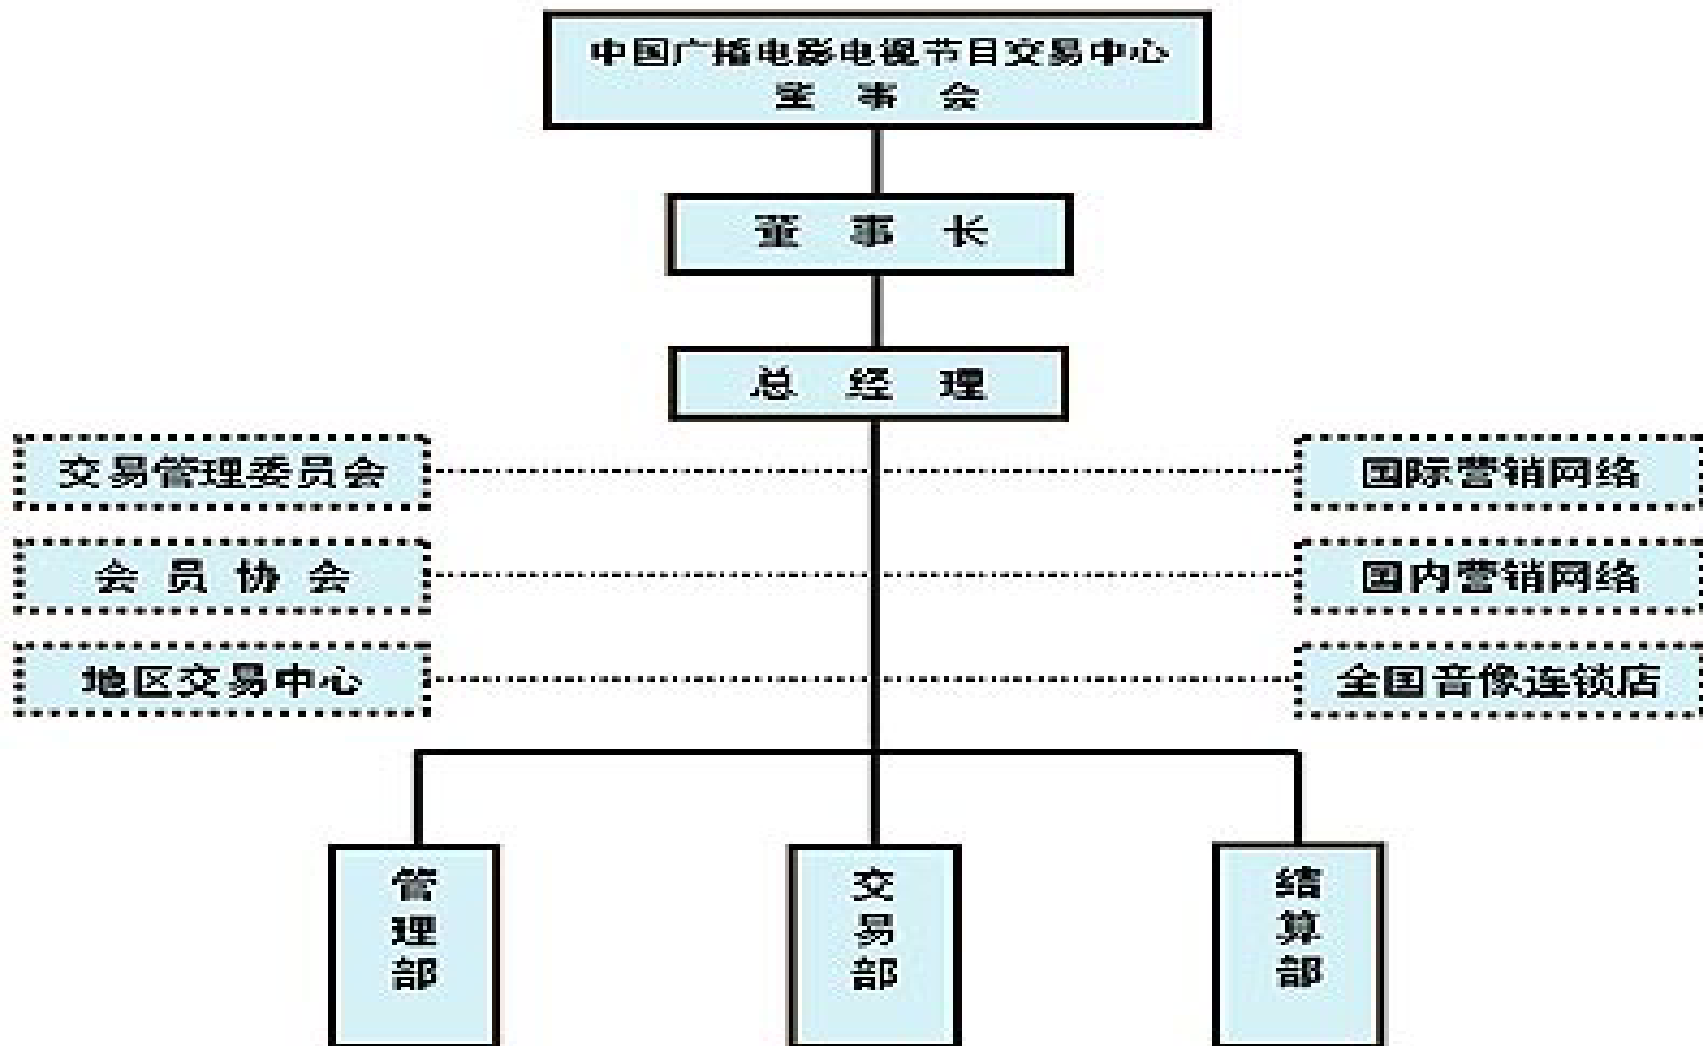 中国广播电影电视节目交易中心
董 事 会
董 事 长
总 经 理
交易管理委员会
国际营销网络
会 员 协 会
国内营销网络
地区交易中心
全国音像连锁店
管理部
交易部
结算部